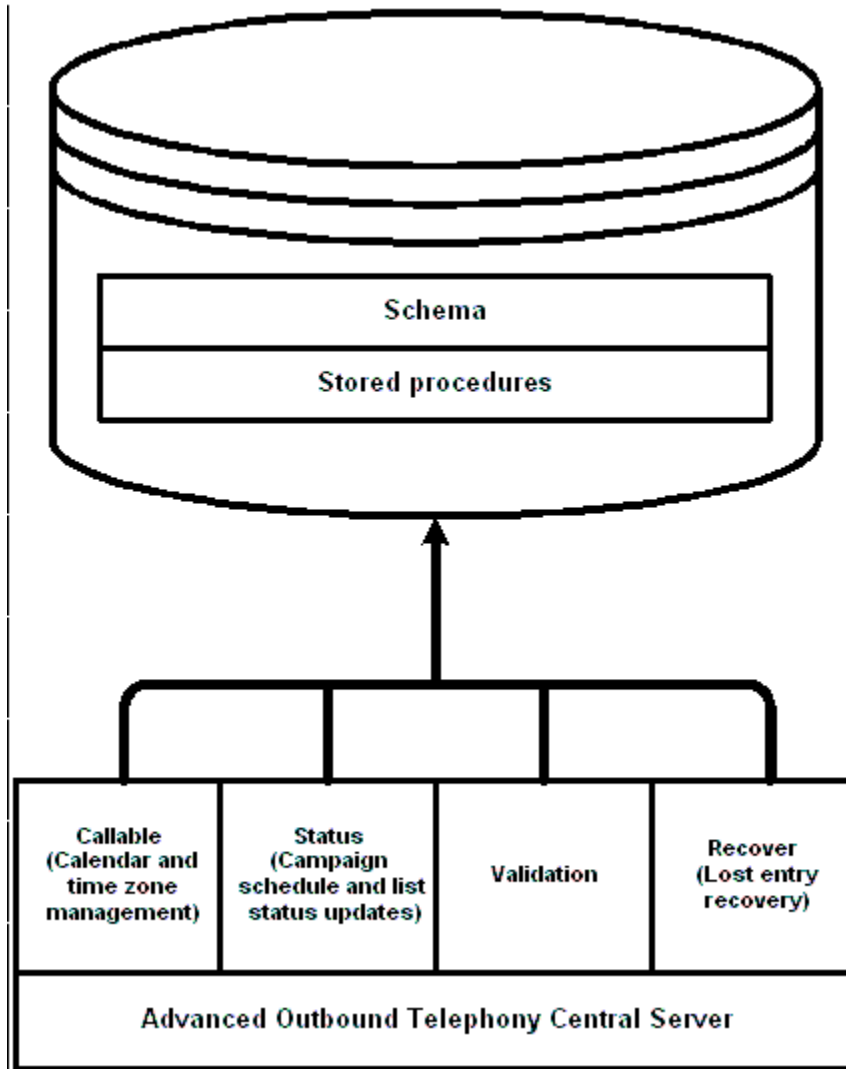 Schema
Stored procedures
Callable
(Calendar and
time zone
management)
Status
(Campaign
schedule and list
status updates)
Validation
Recover
(Lost entry
recovery)
Advanced Outbound Telephony Central Server